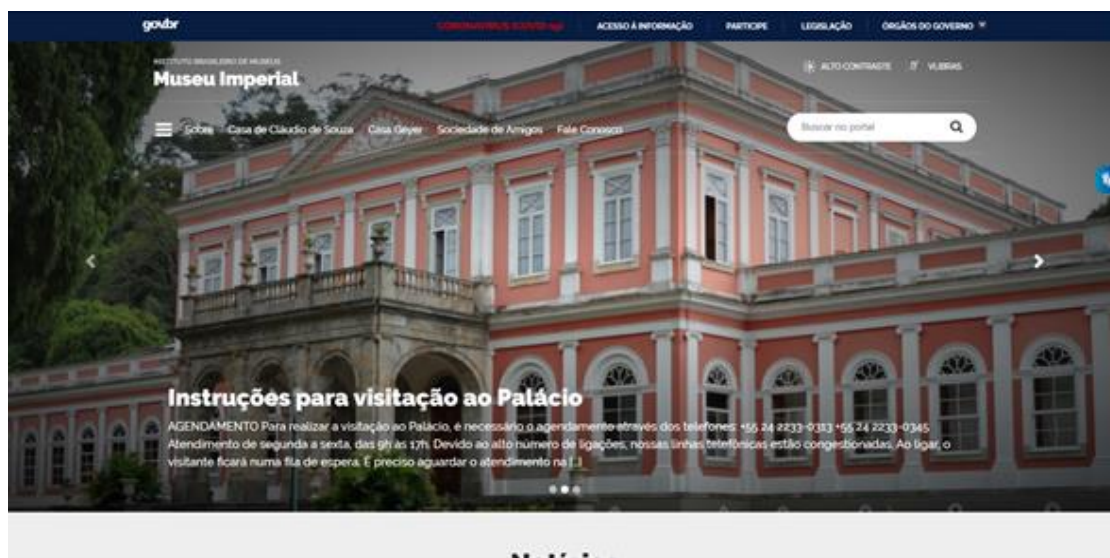 gov.br
CORONAVÍRUS (COVID-19)
ACESSO À INFORMAÇÃO
PARTICIPE
LEGISLAÇÃO
ÓRGÃOS DO GOVERNO
INSTITUTO BRASILEIRO DE MUSEUS
Museu Imperial
ALTO CONTRASTE
VLIBRAS
Sobre Casa de Cláudio de Souza Casa Geyer Sociedade de Amigos Fale Conosco
Buscar no portal
Instruções para visitação ao Palácio
AGENDAMENTO Para realizar a visitação ao Palácio, é necessário o agendamento através dos telefones: +55 24 2233-0313 +55 24 2233-0345
Atendimento de segunda a sexta, das 9h às 17h. Devido ao alto número de ligações, nossas linhas telefônicas estão congestionadas. Ao ligar, o
visitante ficará numa fila de espera. É preciso aguardar o atendimento na [...]